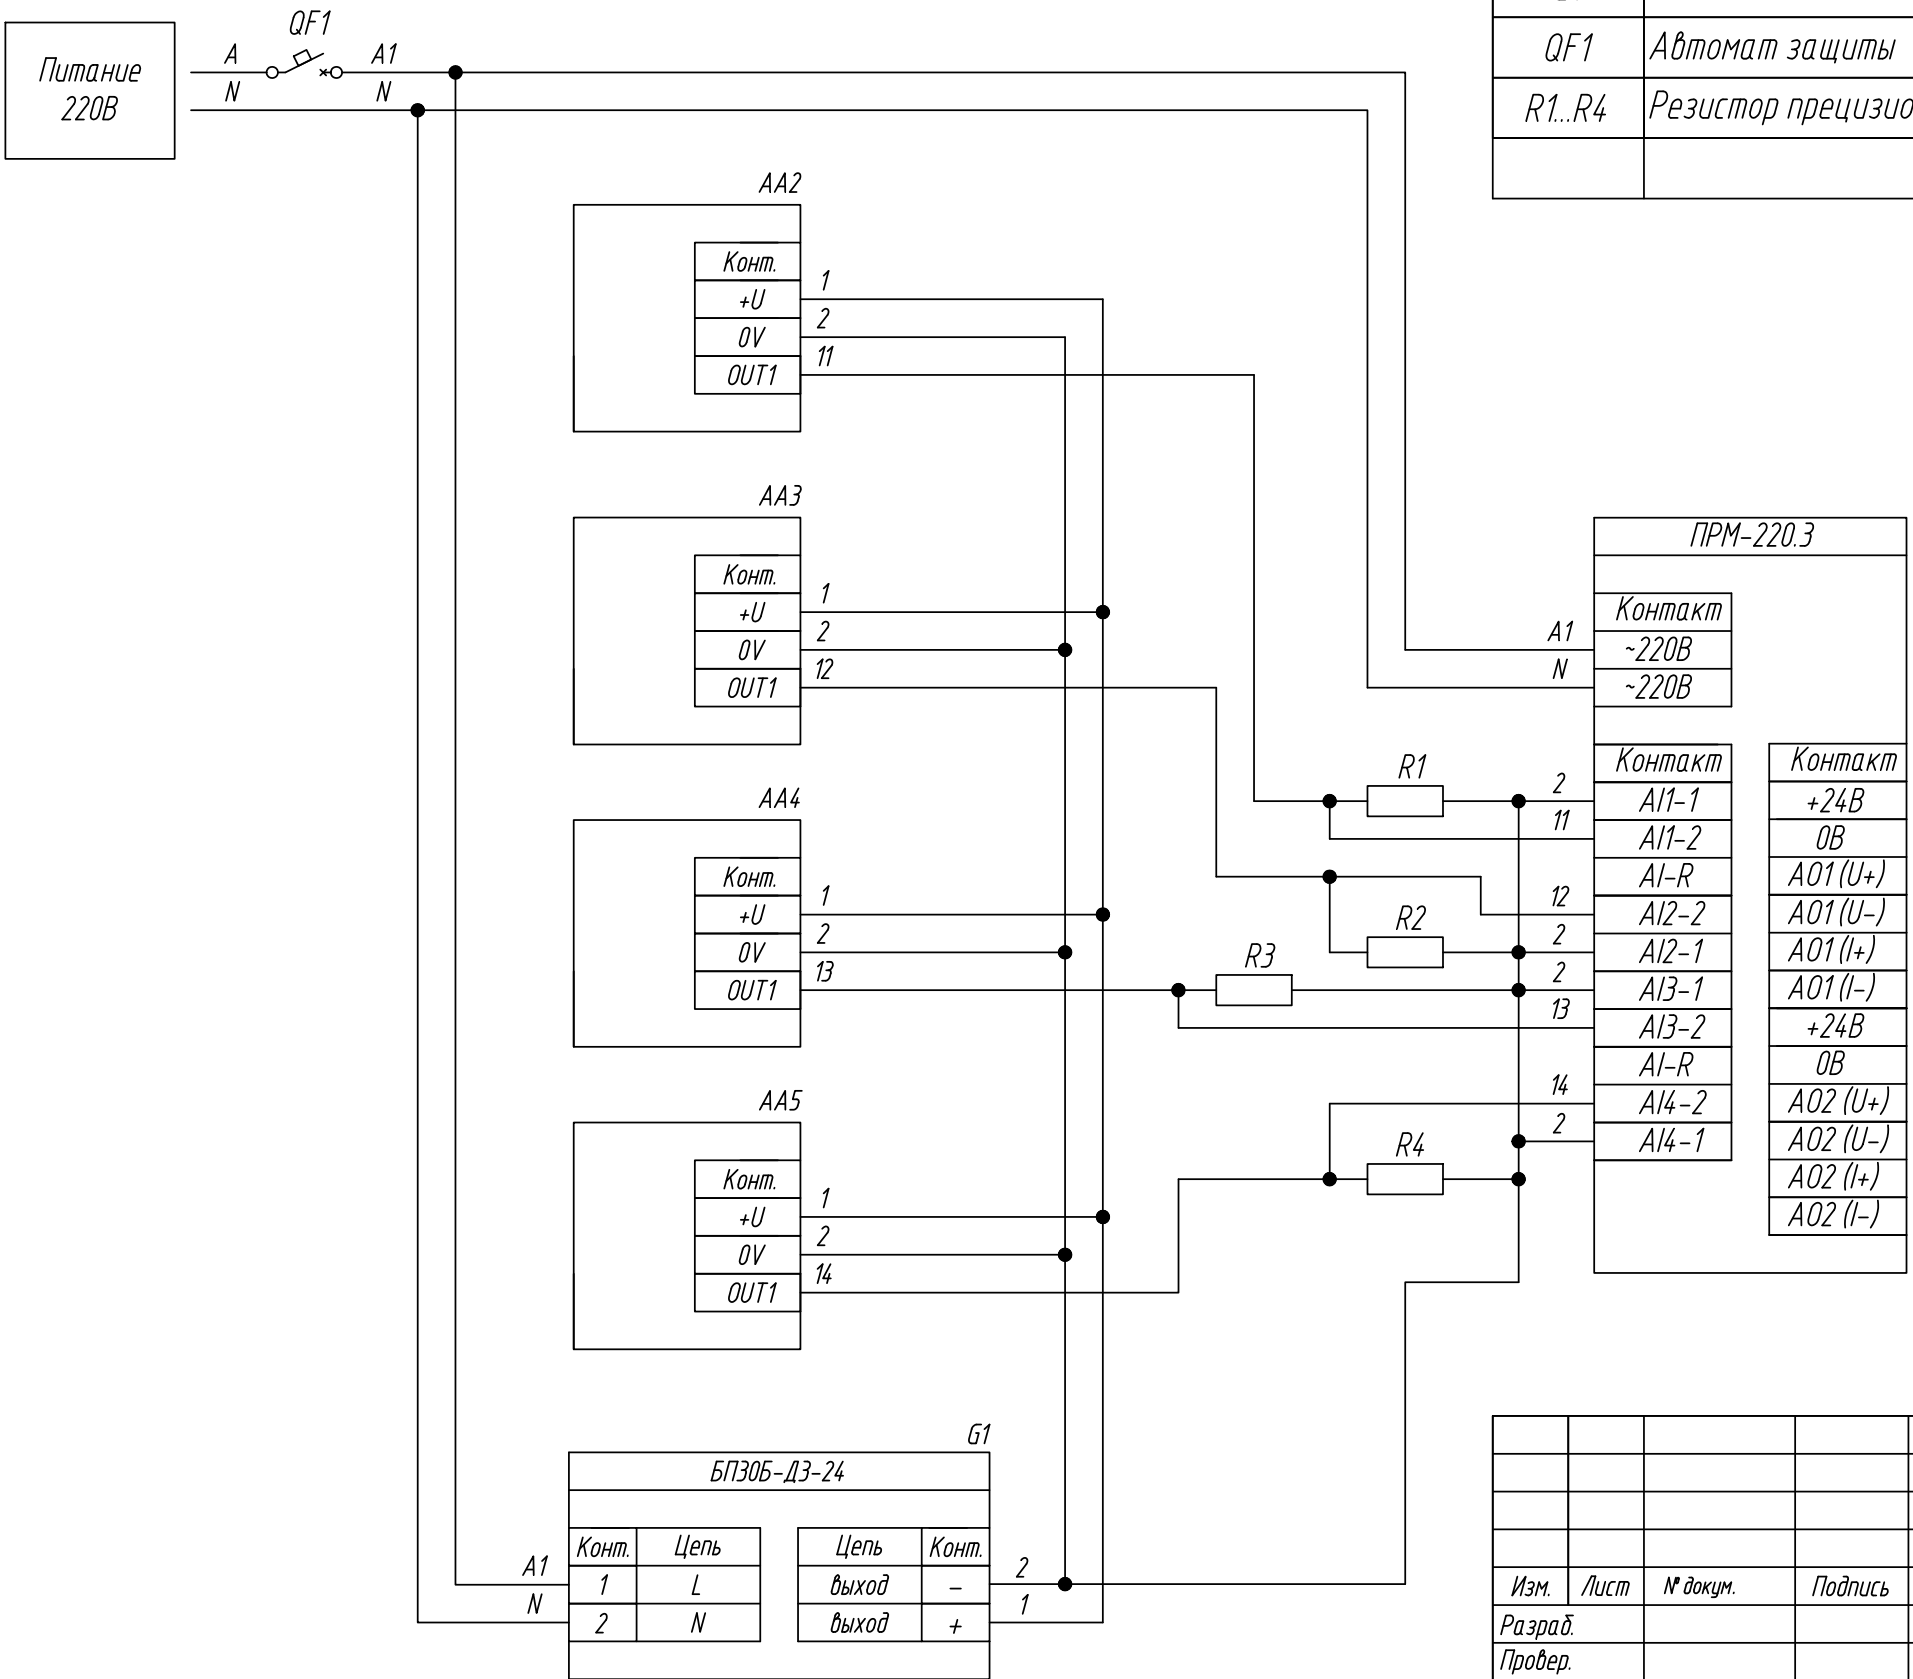 QF1
Автомат защиты
R1...R4
Резистор прецизио
Питание
220В
A
QF1
A1
N
N
AA2
Конт.
+U
0V
OUT1
1
2
11
AA3
Конт.
+U
0V
OUT1
1
2
12
AA4
Конт.
+U
0V
OUT1
1
2
13
AA5
Конт.
+U
0V
OUT1
1
2
14
R1
R2
R3
R4
ПРМ-220.3
Контакт
A1
~220В
N
~220В
Контакт
2
AI1-1
11
AI1-2
AI-R
12
AI2-2
2
AI2-1
2
AI3-1
13
AI3-2
AI-R
14
AI4-2
2
AI4-1
Контакт
+24В
0В
AO1 (U+)
AO1 (U-)
AO1 (I+)
AO1 (I-)
+24В
0В
AO2 (U+)
AO2 (U-)
AO2 (I+)
AO2 (I-)
G1
БП30Б-Д3-24
Конт. Цепь
A1
1 L
N
2 N
Цепь Конт.
выход -
2
выход +
1
Изм. Лист № докум. Подпись
Разраб.
Провер.